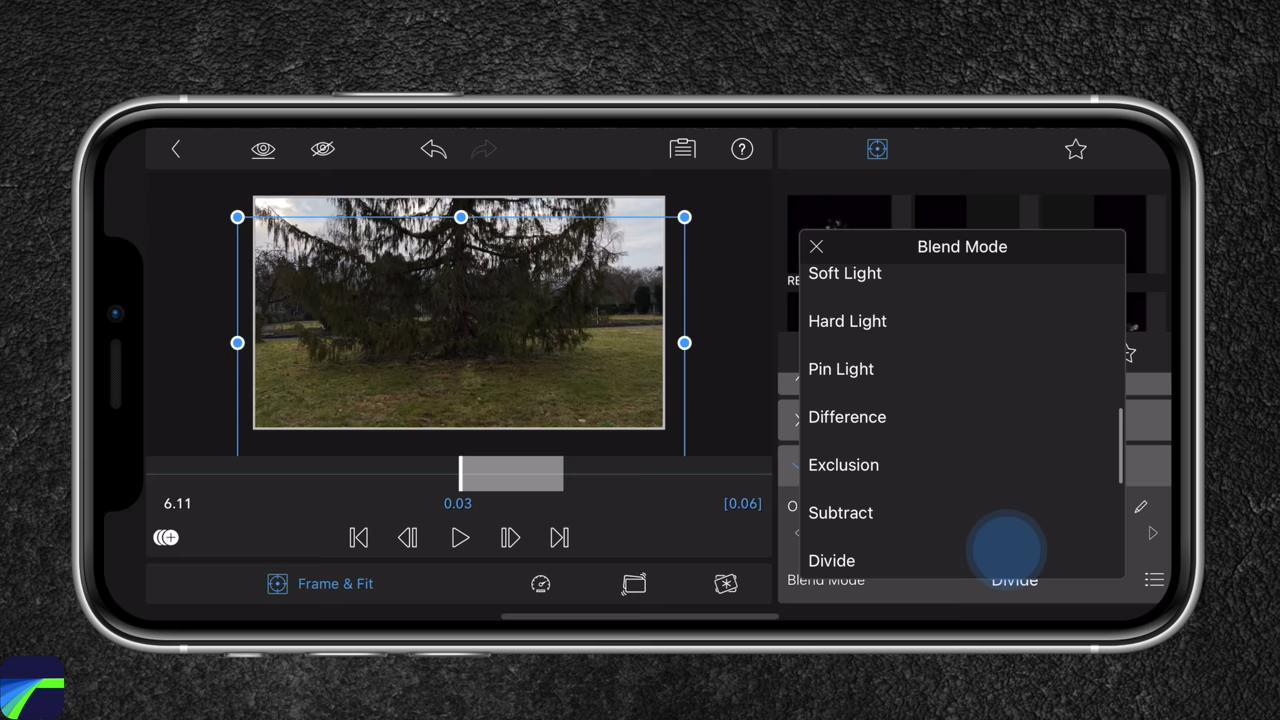 Blend Mode
RE
Soft Light
Hard Light
Pin Light
Difference
Exclusion
Subtract
Divide
O
Blend Mode
Divide
6.11
0.03
[0.06]
Frame & Fit